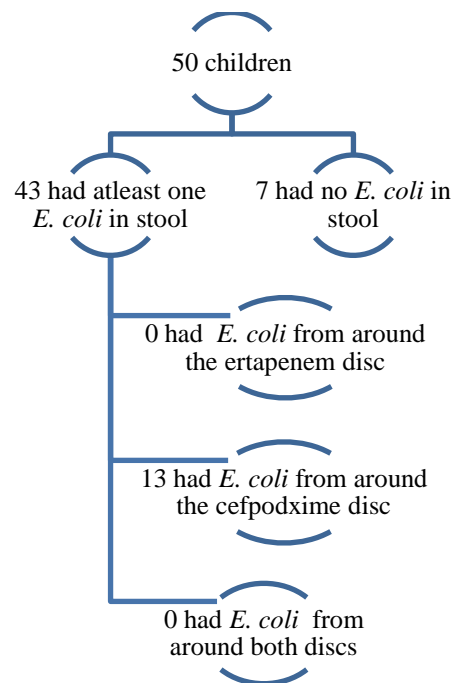 50 children
43 had atleast one
E. coli in stool
7 had no E. coli in
stool
0 had E. coli from around
the ertapenem disc
13 had E. coli from around
the cefpodxime disc
0 had E. coli from
around both discs